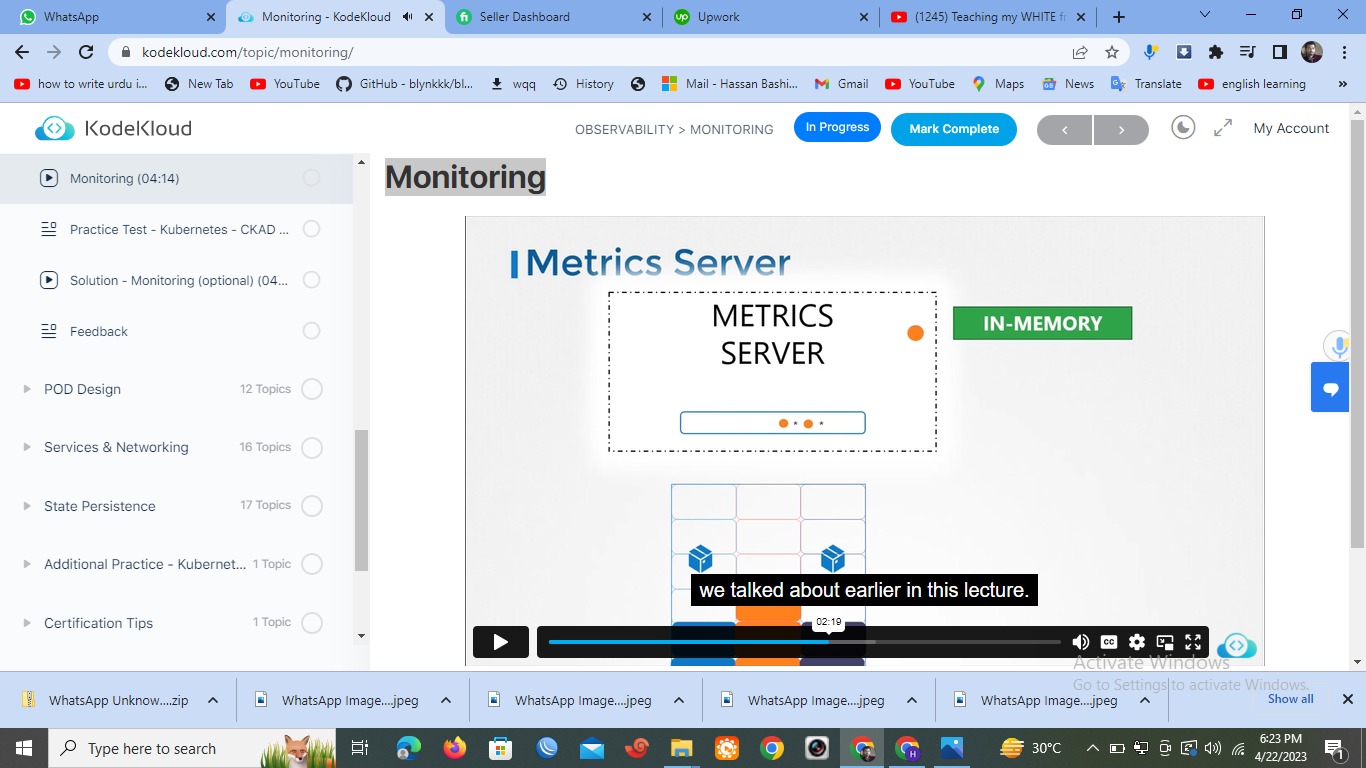 WhatsApp
Monitoring - KodeKloud
Seller Dashboard
Upwork
(1245) Teaching my WHITE fr
kodekloud.com/topic/monitoring/
how to write urdu i...
New Tab
YouTube
GitHub - blynkkk/bl...
wqq
History
Mail - Hassan Bashi...
Gmail
YouTube
Maps
News
Translate
english learning
»
KodeKloud
OBSERVABILITY > MONITORING
In Progress
Mark Complete
My Account
Monitoring (04:14)
Practice Test - Kubernetes - CKAD ...
Solution - Monitoring (optional) (04...
Feedback
POD Design
12 Topics
Services & Networking
16 Topics
State Persistence
17 Topics
Additional Practice - Kubernet...
1 Topic
Certification Tips
1 Topic
Monitoring
Metrics Server
METRICS
SERVER
IN-MEMORY
we talked about earlier in this lecture.
02:19
CC
Activate Windows
Go to Settings to activate Windows.
WhatsApp Unknow....zip
WhatsApp Image....jpeg
WhatsApp Image....jpeg
WhatsApp Image....jpeg
WhatsApp Image....jpeg
Show all
Type here to search
30°C
6:23 PM
4/22/2023
1